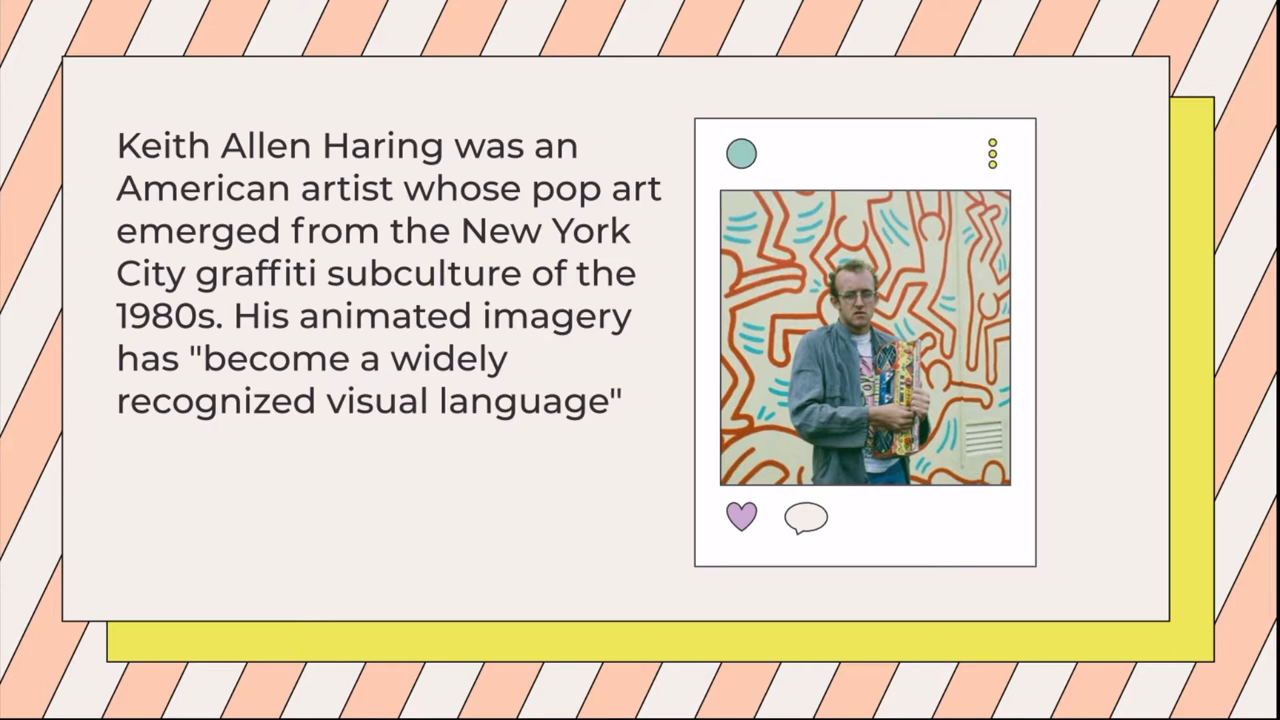 Keith Allen Haring was an
American artist whose pop art
emerged from the New York
City graffiti subculture of the
1980s. His animated imagery
has "become a widely
recognized visual language"